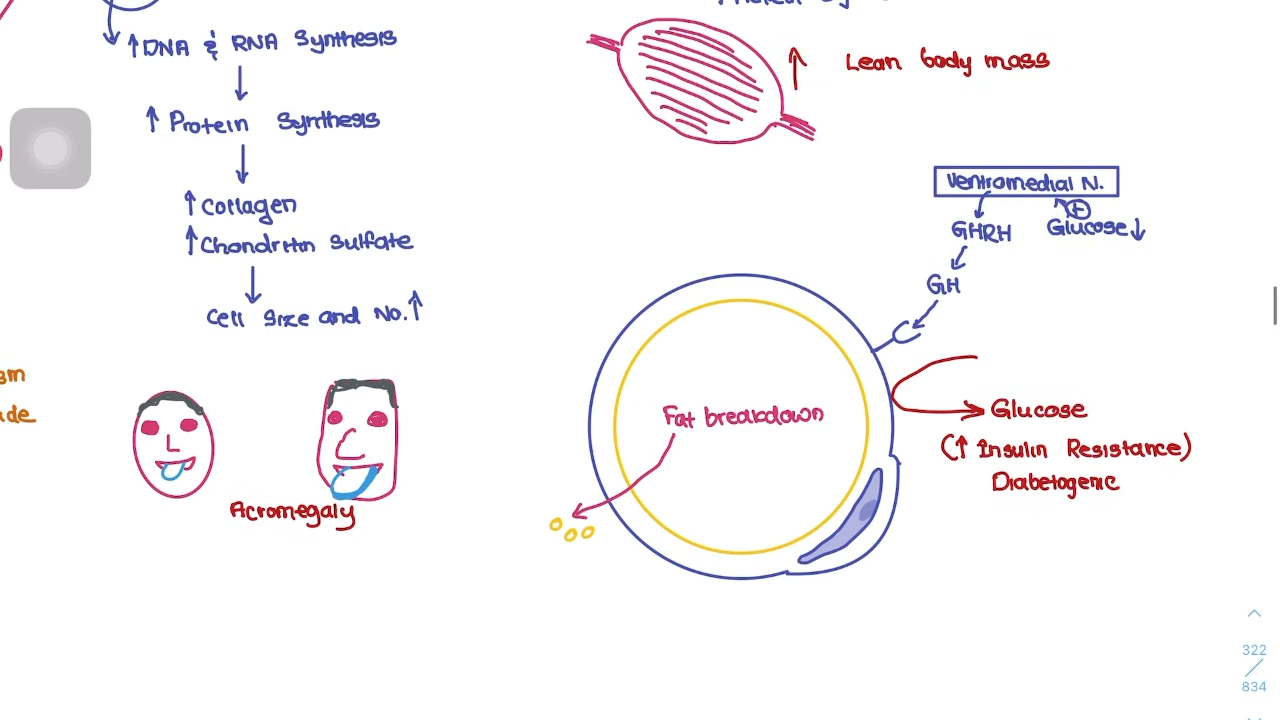 ↑DNA & RNA Synthesis
↑ Protein Synthesis
↑ Collagen
↑ Chondritin Sulfate
Cell Size and No.↑
Acromegaly
↑ Lean body mass
Ventromedial N.
GHRH
+
Glucose↓
GH
Fat breakdown
Glucose
(↑ Insulin Resistance)
Diabetogenic
322
834